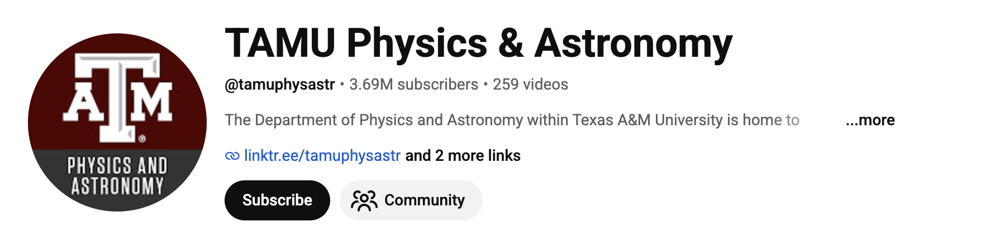 ATM
®
PHYSICS AND
ASTRONOMY
TAMU Physics & Astronomy
@tamuphysastr • 3.69M subscribers • 259 videos
The Department of Physics and Astronomy within Texas A&M University is home to ...more
linktr.ee/tamuphysastr and 2 more links
Subscribe
Community